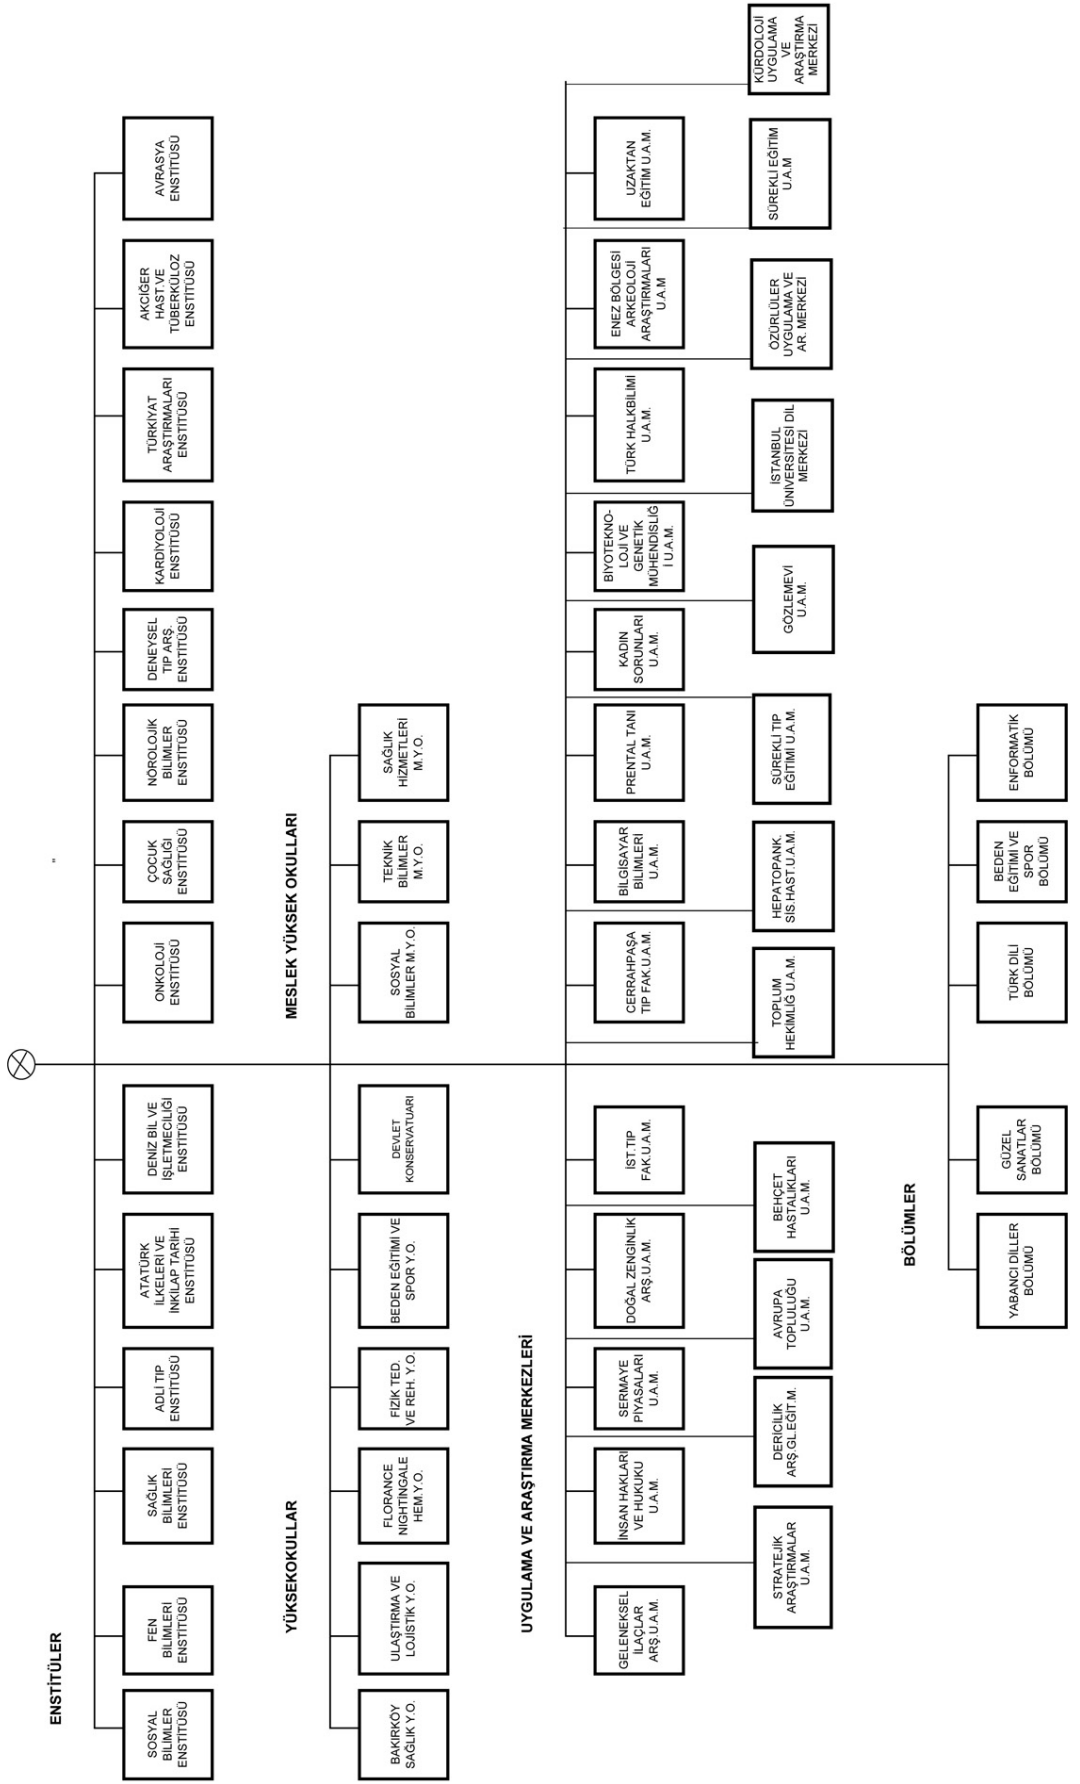 ENSTİTÜLER
SOSYAL
BİLİMLER
ENSTİTÜSÜ
FEN
BİLİMLERİ
ENSTİTÜSÜ
SAĞLIK
BİLİMLERİ
ENSTİTÜSÜ
ADLİ TIP
ENSTİTÜSÜ
ATATÜRK
İLKELERİ VE
İNKILAP TARİHİ
ENSTİTÜSÜ
DENİZ BİL VE
İŞLETMECİLİĞİ
ENSTİTÜSÜ
ONKOLOJİ
ENSTİTÜSÜ
ÇOCUK
SAĞLIĞI
ENSTİTÜSÜ
NÖROLOJİK
BİLİMLER
ENSTİTÜSÜ
DENEYSEL
TIP ARŞ.
ENSTİTÜSÜ
KARDİYOLOJİ
ENSTİTÜSÜ
TÜRKİYAT
ARAŞTIRMALARI
ENSTİTÜSÜ
AKCİĞER
HAST.VE
TÜBERKÜLOZ
ENSTİTÜSÜ
AVRASYA
ENSTİTÜSÜ
YÜKSEKOKULLAR
MESLEK YÜKSEK OKULLARI
BAKIRKÖY
SAĞLIK Y.O.
ULAŞTIRMA VE
LOJİSTİK Y.O.
FLORANCE
NIGHTINGALE
HEM.Y.O.
FİZİK TED.
VE REH. Y.O.
BEDEN EĞİTİMİ VE
SPOR Y.O.
DEVLET
KONSERVATUARI
SOSYAL
BİLİMLER M.Y.O.
TEKNİK
BİLİMLER
M.Y.O.
SAĞLIK
HİZMETLERİ
M.Y.O.
UYGULAMA VE ARAŞTIRMA MERKEZLERİ
GELENEKSEL
İLAÇLAR
ARŞ.U.A.M.
İNSAN HAKLARI
VE HUKUKU
U.A.M.
SERMAYE
PİYASALARI
U.A.M.
DOĞAL ZENGİNLİK
ARŞ.U.A.M.
İST.TIP
FAK.U.A.M.
CERRAHPAŞA
TIP FAK.U.A.M.
BİLGİSAYAR
BİLİMLERİ
U.A.M.
PRENTAL TANI
U.A.M.
KADIN
SORUNLARI
U.A.M.
BİYOTEKNO-
LOJİ VE
GENETİK
MÜHENDİSLİĞ
İ U.A.M.
TÜRK HALKBİLİMİ
U.A.M.
ENEZ BÖLGESİ
ARKEOLOJİ
ARAŞTIRMALARI
U.A.M
UZAKTAN
EĞİTİM U.A.M.
STRATEJİK
ARAŞTIRMALAR
U.A.M.
DERİCİLİK
ARŞ.GL.EĞİT.M.
AVRUPA
TOPLULUĞU
U.A.M.
BEHÇET
HASTALIKLARI
U.A.M.
TOPLUM
HEKİMLİĞ U.A.M.
HEPATOPANK.
SİS.HAST.U.A.M.
SÜREKLİ TIP
EĞİTİMİ U.A.M.
GÖZLEMEVİ
U.A.M.
İSTANBUL
ÜNİVERSİTESİ DİL
MERKEZİ
ÖZÜRLÜLER
UYGULAMA VE
AR. MERKEZİ
SÜREKLİ EĞİTİM
U.A.M
KÜRDOLOJİ
UYGULAMA
VE
ARAŞTIRMA
MERKEZİ
BÖLÜMLER
YABANCI DİLLER
BÖLÜMÜ
GÜZEL
SANATLAR
BÖLÜMÜ
TÜRK DİLİ
BÖLÜMÜ
BEDEN
EĞİTİMİ VE
SPOR
BÖLÜMÜ
ENFORMATİK
BÖLÜMÜ